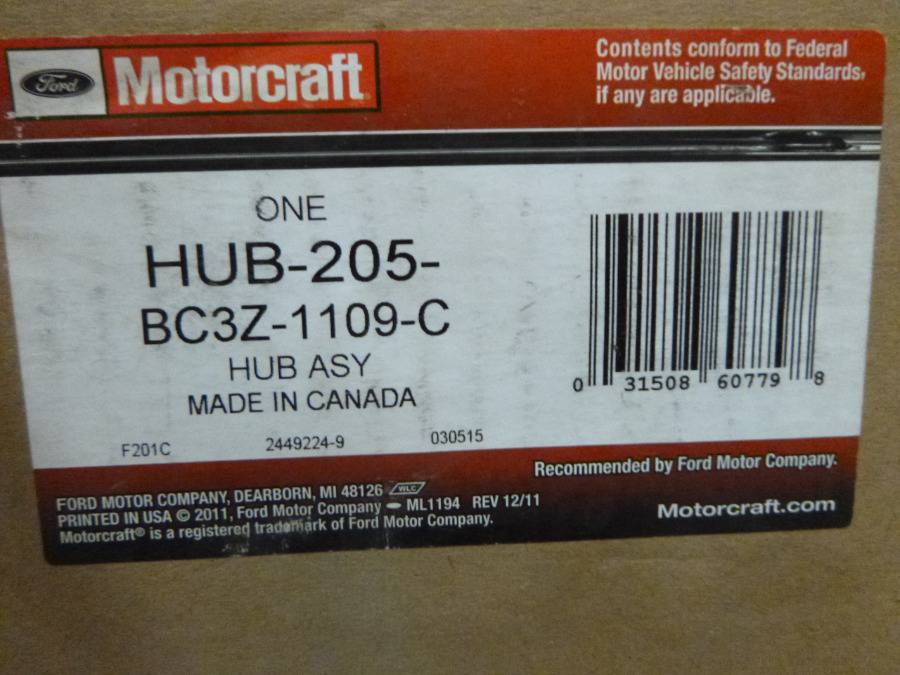 Ford Motorcraft
Contents conform to Federal
Motor Vehicle Safety Standards,
if any are applicable.
ONE
HUB-205-
BC3Z-1109-C
HUB ASY
MADE IN CANADA
F201C 2449224-9 030515
0 31508 60779 8
Recommended by Ford Motor Company.
FORD MOTOR COMPANY, DEARBORN, MI 48126 WLC
PRINTED IN USA © 2011, Ford Motor Company ML1194 REV 12/11
Motorcraft® is a registered trademark of Ford Motor Company.
Motorcraft.com